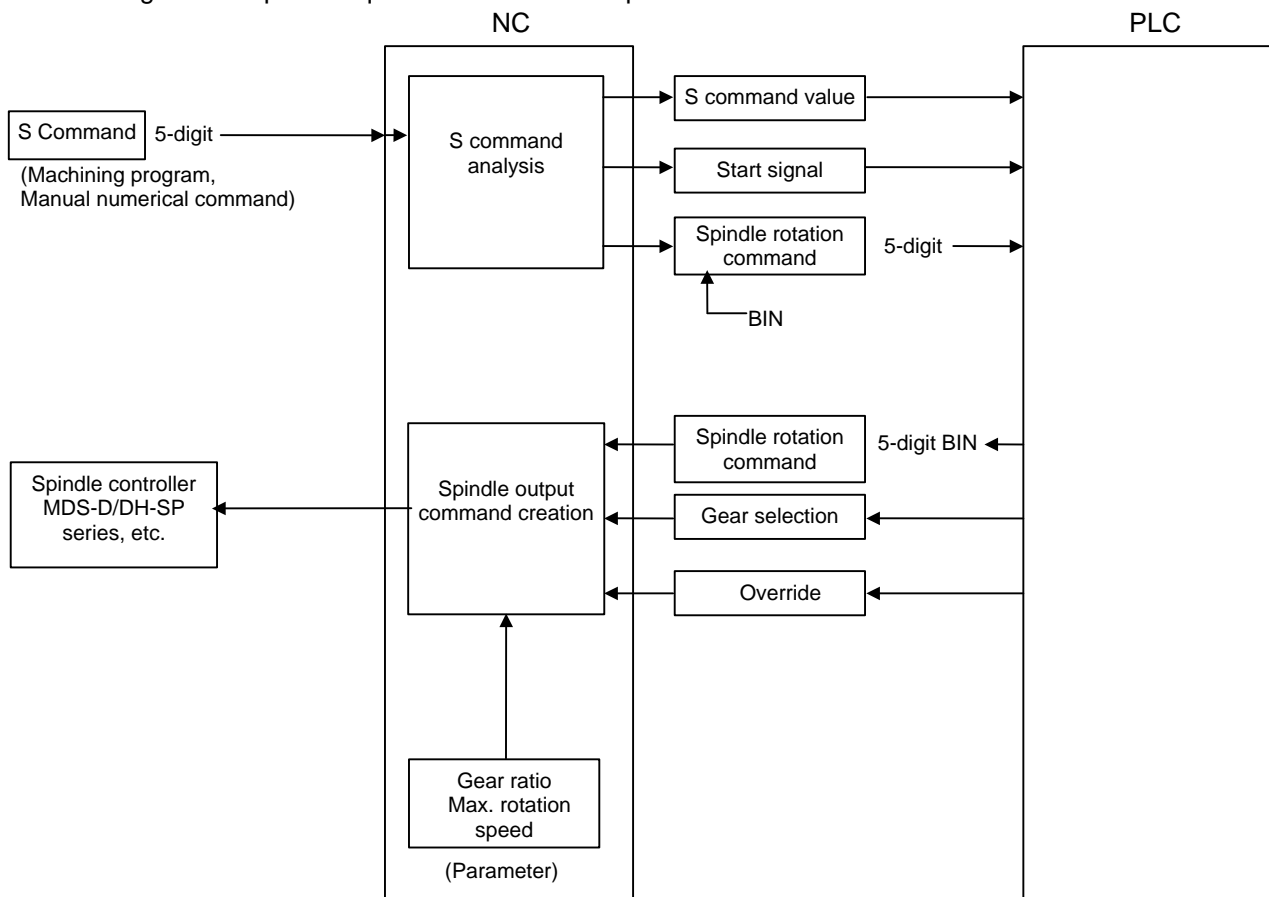 NC
PLC
S Command
5-digit
(Machining program,
Manual numerical command)
S command
analysis
S command value
Start signal
Spindle rotation
command
5-digit
BIN
Spindle controller
MDS-D/DH-SP
series, etc.
Spindle output
command creation
Spindle rotation
command
5-digit BIN
Gear selection
Override
Gear ratio
Max. rotation
speed
(Parameter)